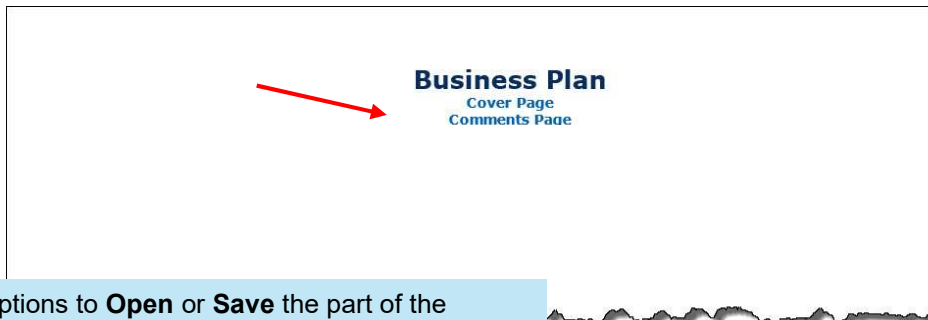 Business Plan
Cover Page
Comments Page
ptions to Open or Save the part of the